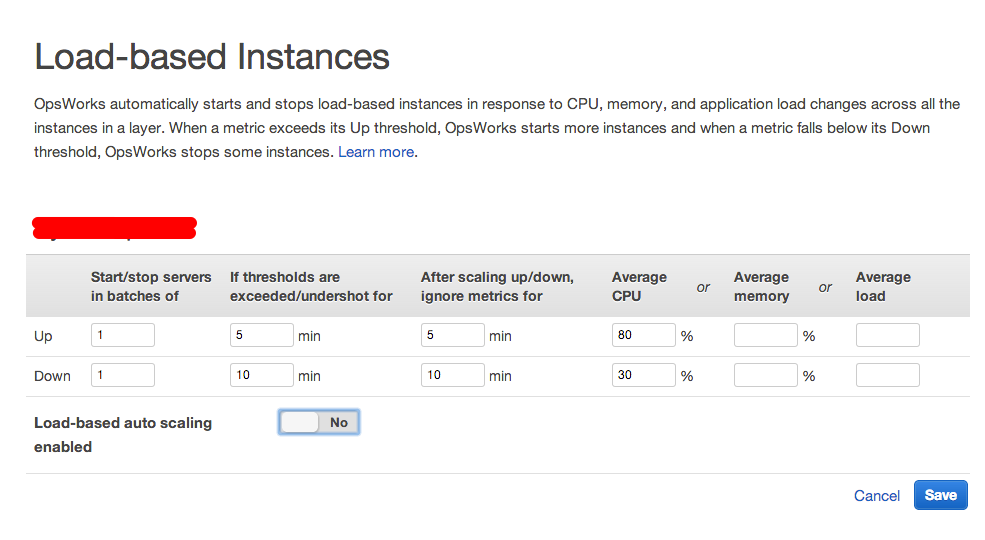 Load-based Instances
OpsWorks automatically starts and stops load-based instances in response to CPU, memory, and application load changes across all the
instances in a layer. When a metric exceeds its Up threshold, OpsWorks starts more instances and when a metric falls below its Down
threshold, OpsWorks stops some instances. Learn more.
Start/stop servers in batches of If thresholds are exceeded/undershot for After scaling up/down, ignore metrics for Average CPU or Average memory or Average load
Up 1 5 min 5 min 80 % %
Down 1 10 min 10 min 30 % %
Load-based auto scaling
enabled
No
Cancel Save